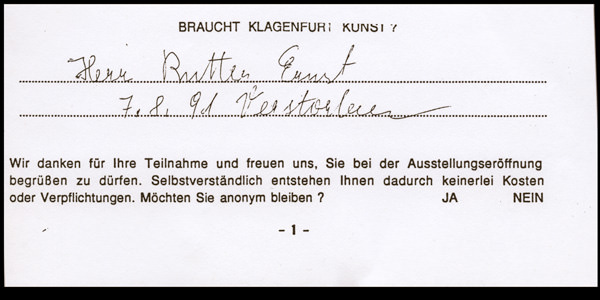 BRAUCHT KLAGENFURT KUNST?
Herr Rutter Ernst
7. 8. 91 Verstorben
Wir danken für Ihre Teilnahme und freuen uns, Sie bei der Ausstellungseröffnung
begrüßen zu dürfen. Selbstverständlich entstehen Ihnen dadurch keinerlei Kosten
oder Verpflichtungen. Möchten Sie anonym bleiben ? JA NEIN
- 1 -